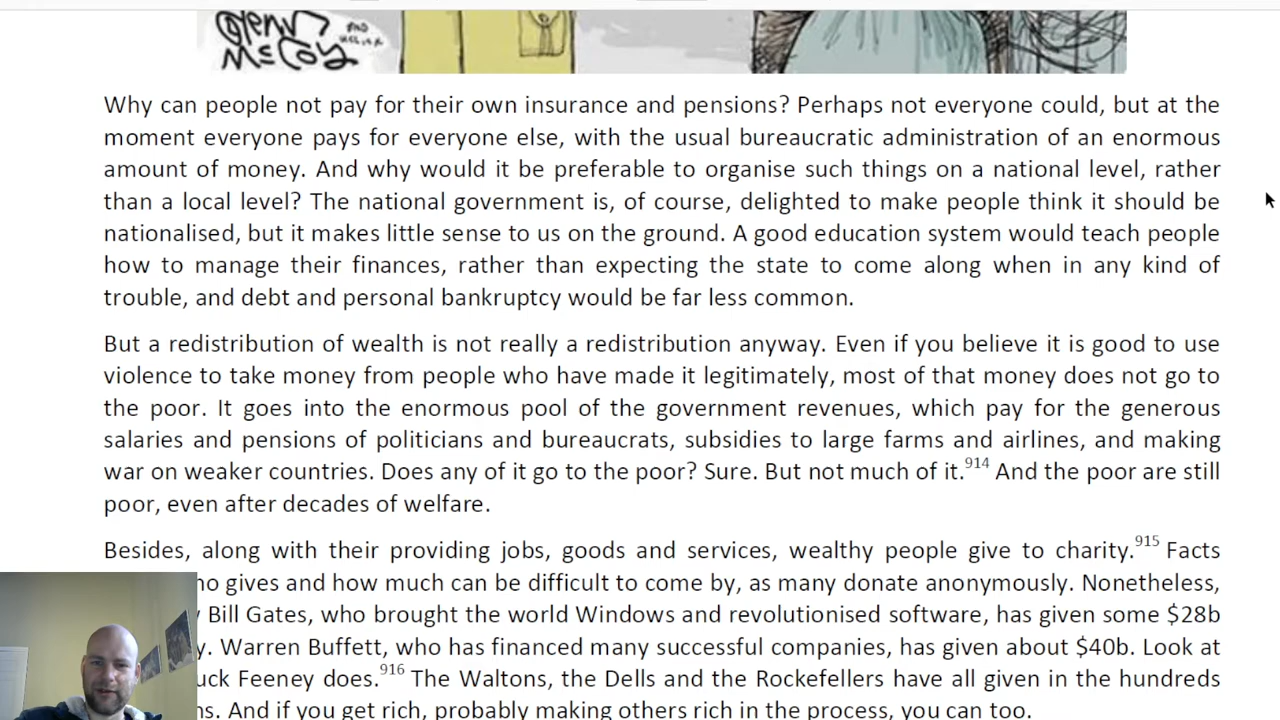 Glenn
McCoy
Why can people not pay for their own insurance and pensions? Perhaps not everyone could, but at the
moment everyone pays for everyone else, with the usual bureaucratic administration of an enormous
amount of money. And why would it be preferable to organise such things on a national level, rather
than a local level? The national government is, of course, delighted to make people think it should be
nationalised, but it makes little sense to us on the ground. A good education system would teach people
how to manage their finances, rather than expecting the state to come along when in any kind of
trouble, and debt and personal bankruptcy would be far less common.
But a redistribution of wealth is not really a redistribution anyway. Even if you believe it is good to use
violence to take money from people who have made it legitimately, most of that money does not go to
the poor. It goes into the enormous pool of the government revenues, which pay for the generous
salaries and pensions of politicians and bureaucrats, subsidies to large farms and airlines, and making
war on weaker countries. Does any of it go to the poor? Sure. But not much of it.914 And the poor are still
poor, even after decades of welfare.
Besides, along with their providing jobs, goods and services, wealthy people give to charity.915 Facts
gives and how much can be difficult to come by, as many donate anonymously. Nonetheless,
Bill Gates, who brought the world Windows and revolutionised software, has given some $28b
Warren Buffett, who has financed many successful companies, has given about $40b. Look at
Feeney does.916 The Waltons, the Dells and the Rockefellers have all given in the hundreds
And if you get rich, probably making others rich in the process, you can too.